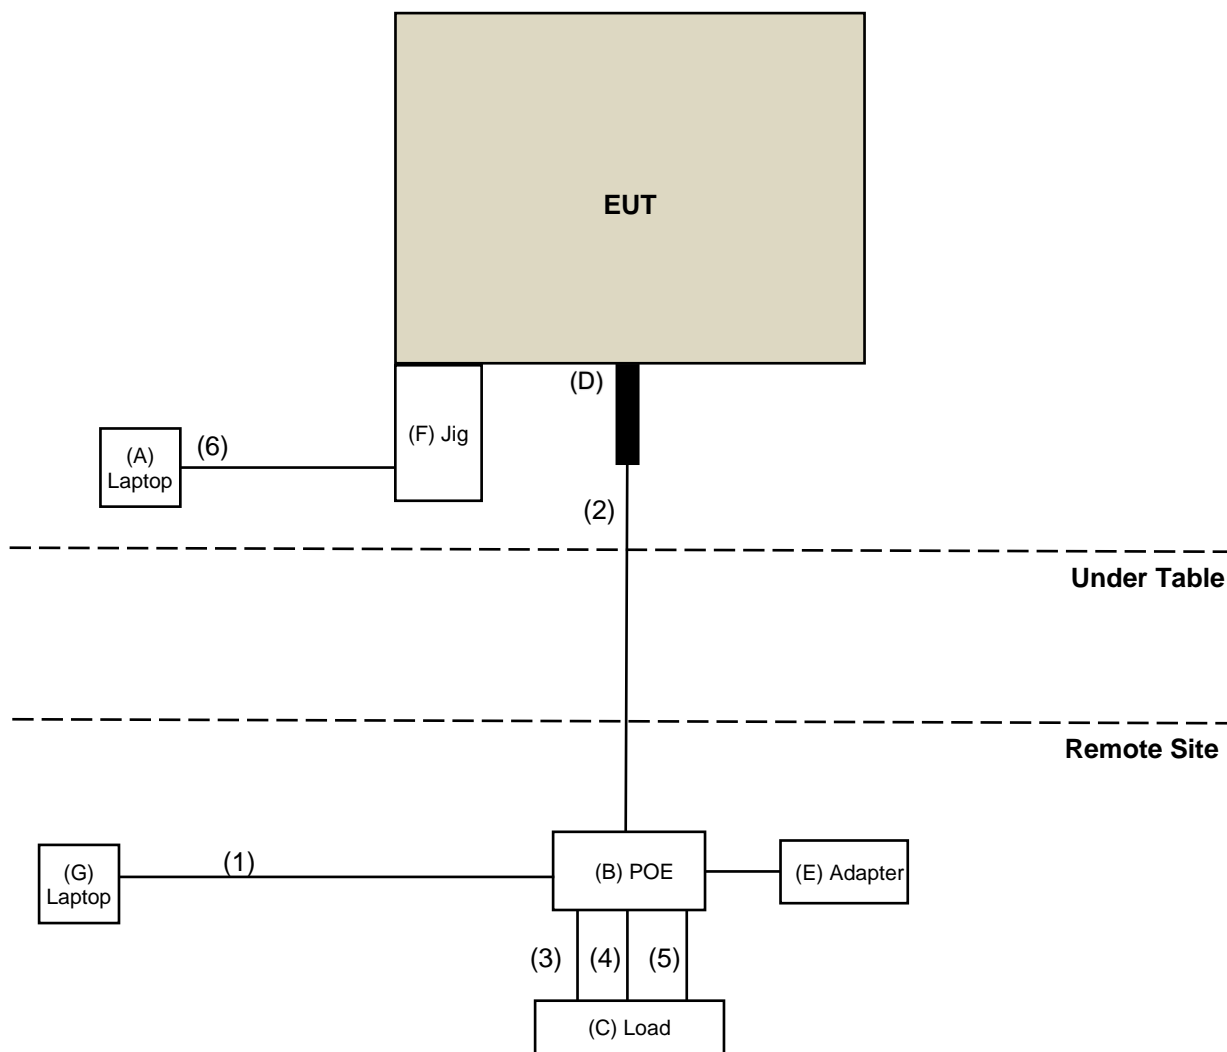 EUT
(D)
(F) Jig
(6)
(A)
Laptop
(2)
Under Table
Remote Site
(1)
(G)
Laptop
(B) POE
(E) Adapter
(3)
(4)
(5)
(C) Load